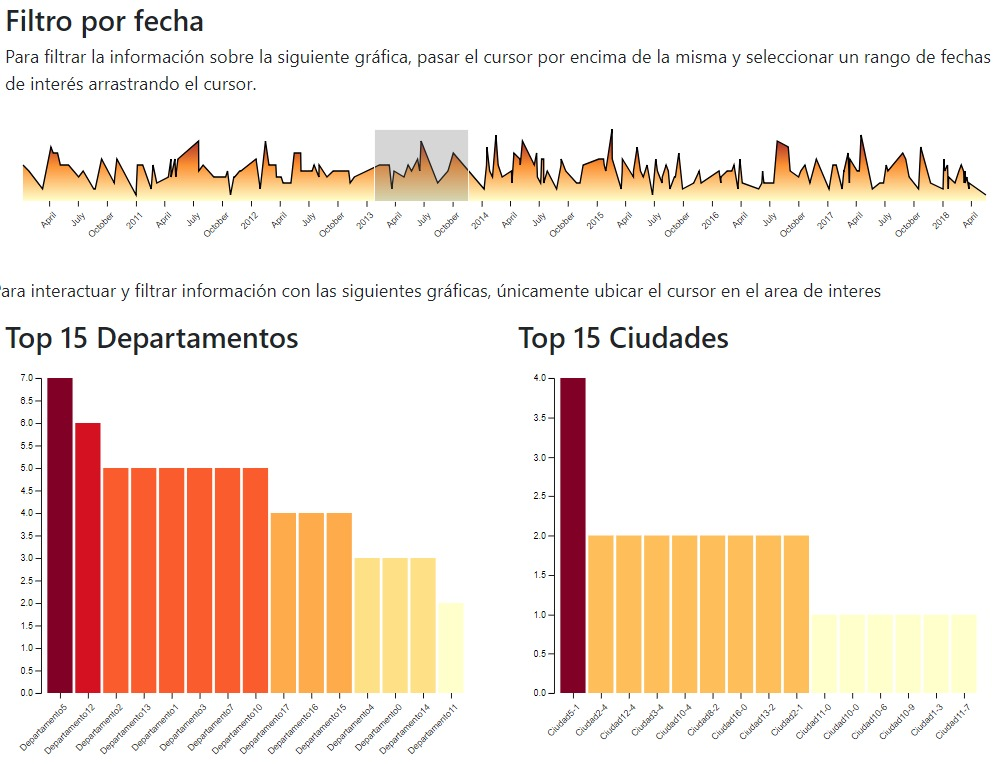 Filtro por fecha
Para filtrar la información sobre la siguiente gráfica, pasar el cursor por encima de la misma y seleccionar un rango de fechas
de interés arrastrando el cursor.
April July October 2011 April July October 2012 April July October 2013 April July October 2014 April July October 2015 April July October 2016 April July October 2017 April July October 2018 April
ara interactuar y filtrar información con las siguientes gráficas, únicamente ubicar el cursor en el area de interes
Top 15 Departamentos
7.0
6.5
6.0
5.5
5.0
4.5
4.0
3.5
3.0
2.5
2.0
1.5
1.0
0.5
0.0
Departamento5 Departamento12 Departamento2 Departamento13 Departamento1 Departamento3 Departamento7 Departamento10 Departamento17 Departamento16 Departamento15 Departamento4 Departamento0 Departamento14 Departamento11
Top 15 Ciudades
4.0
3.5
3.0
2.5
2.0
1.5
1.0
0.5
0.0
Ciudad5-1 Ciudad2-4 Ciudad12-4 Ciudad3-4 Ciudad10-4 Ciudad8-2 Ciudad16-0 Ciudad13-2 Ciudad2-1 Ciudad11-0 Ciudad10-0 Ciudad10-6 Ciudad10-9 Ciudad1-3 Ciudad11-7